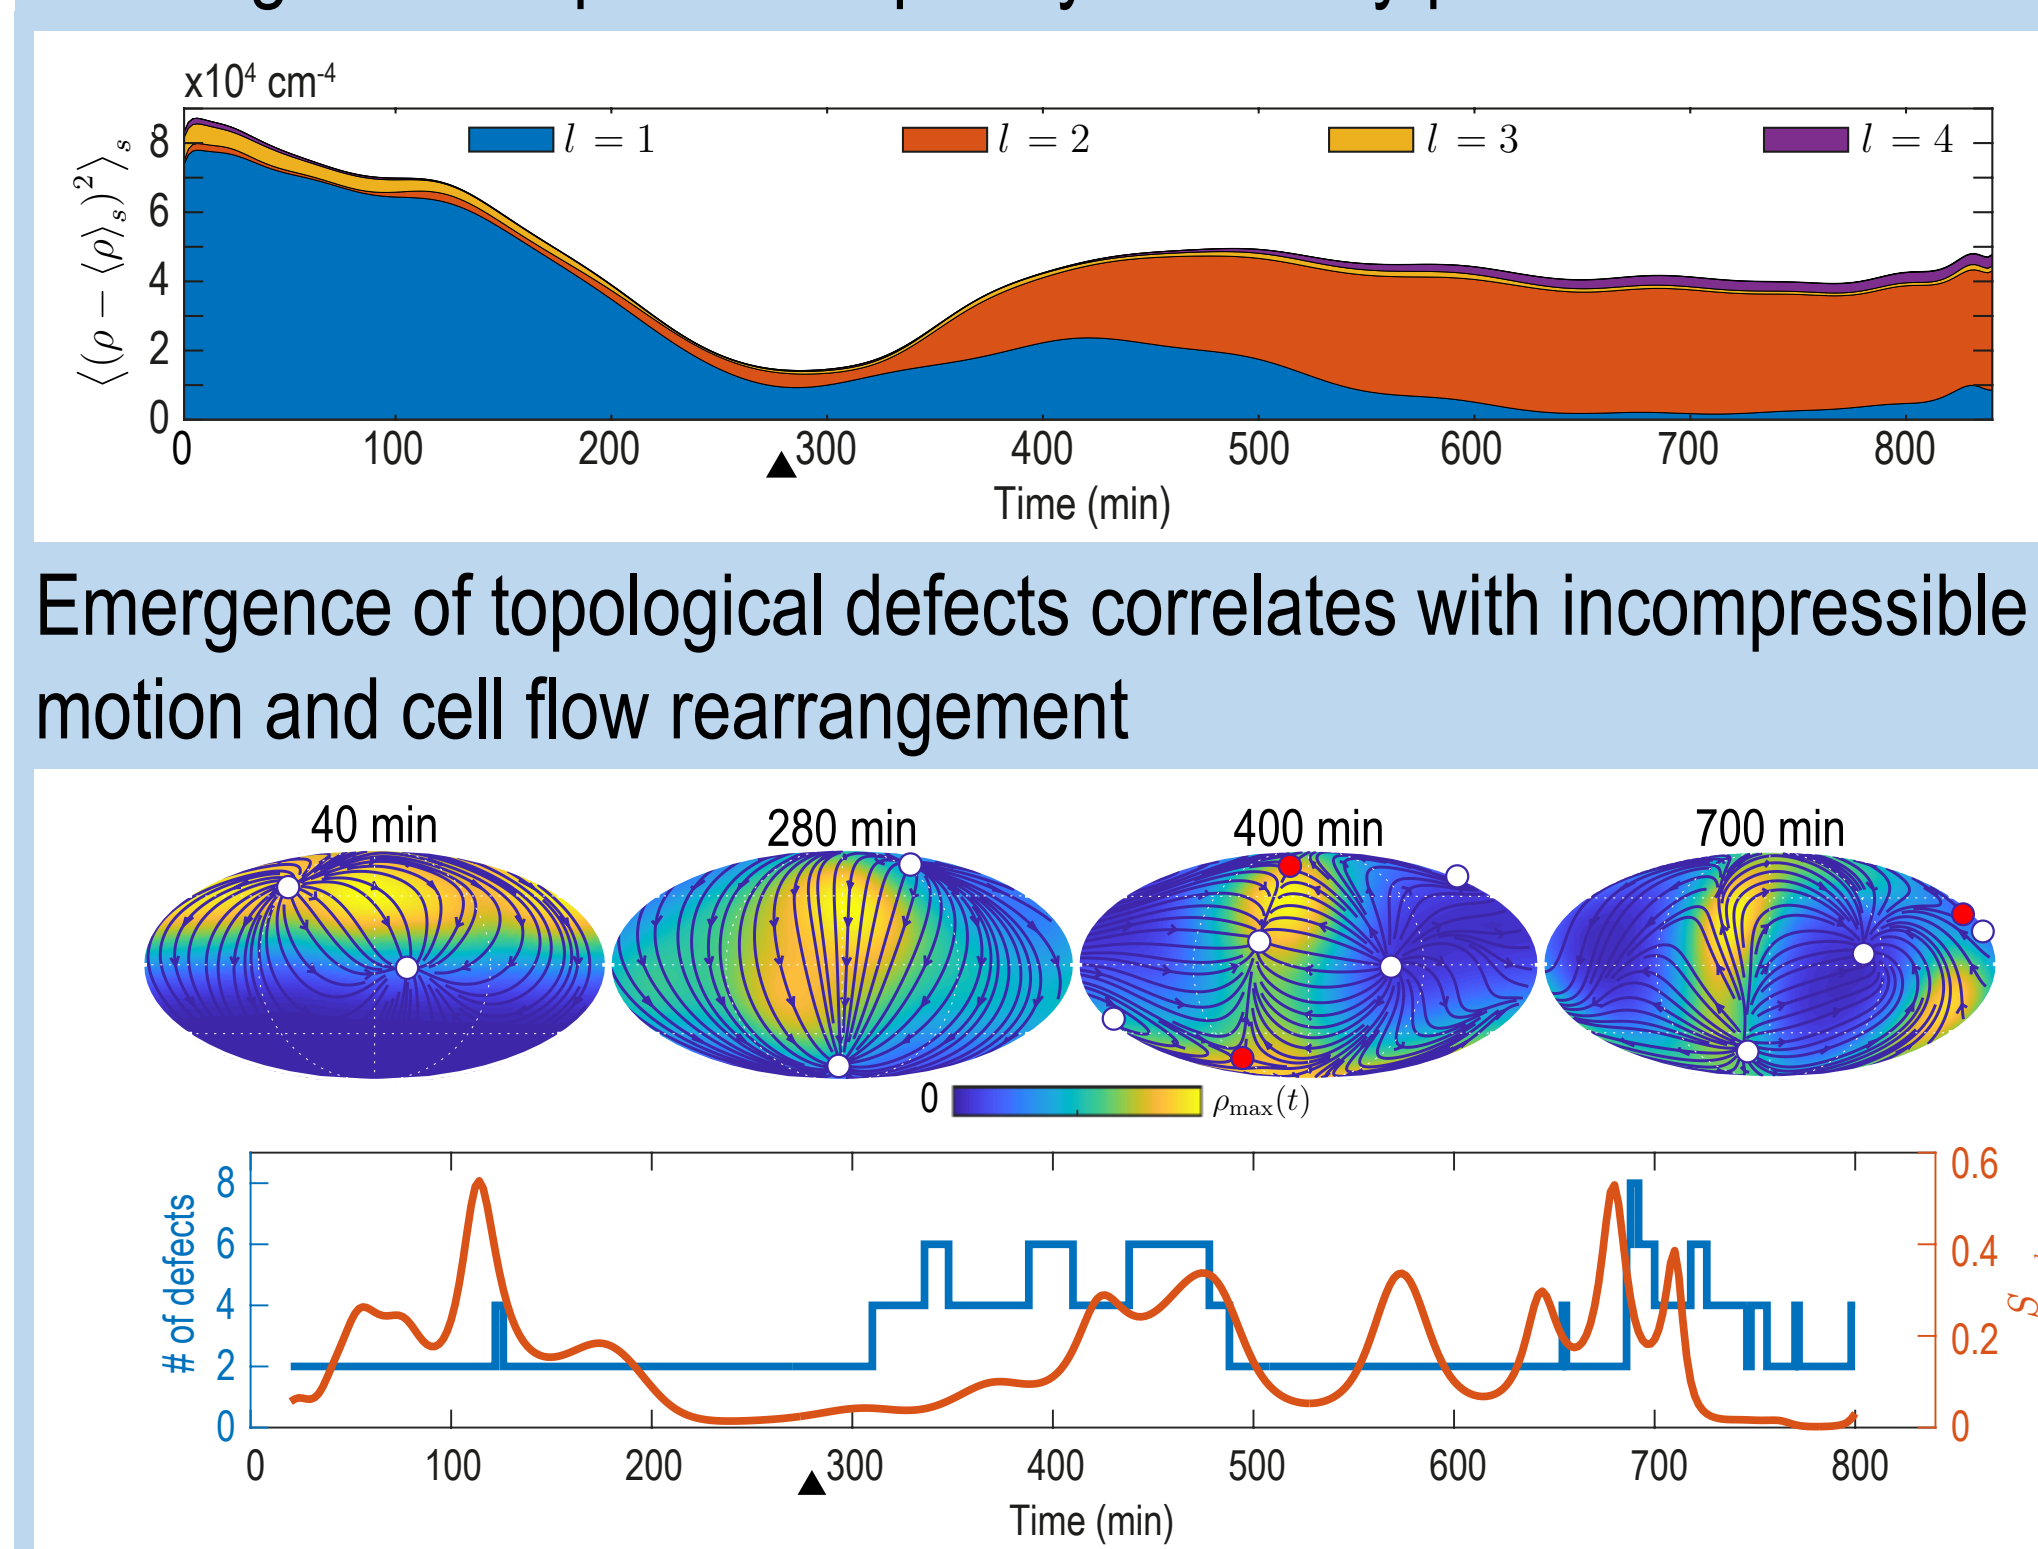 x10⁴ cm⁻⁴
⟨(ρ − ⟨ρ⟩ₛ)²⟩ₛ
l = 1 l = 2 l = 3 l = 4
8
6
4
2
0
0 100 200 300 400 500 600 700 800
Time (min)
Emergence of topological defects correlates with incompressible
motion and cell flow rearrangement
40 min 280 min 400 min 700 min
0 ρmax(t)
# of defects
8
6
4
2
0
0.6
0.4
0.2
0
S
0 100 200 300 400 500 600 700 800
Time (min)